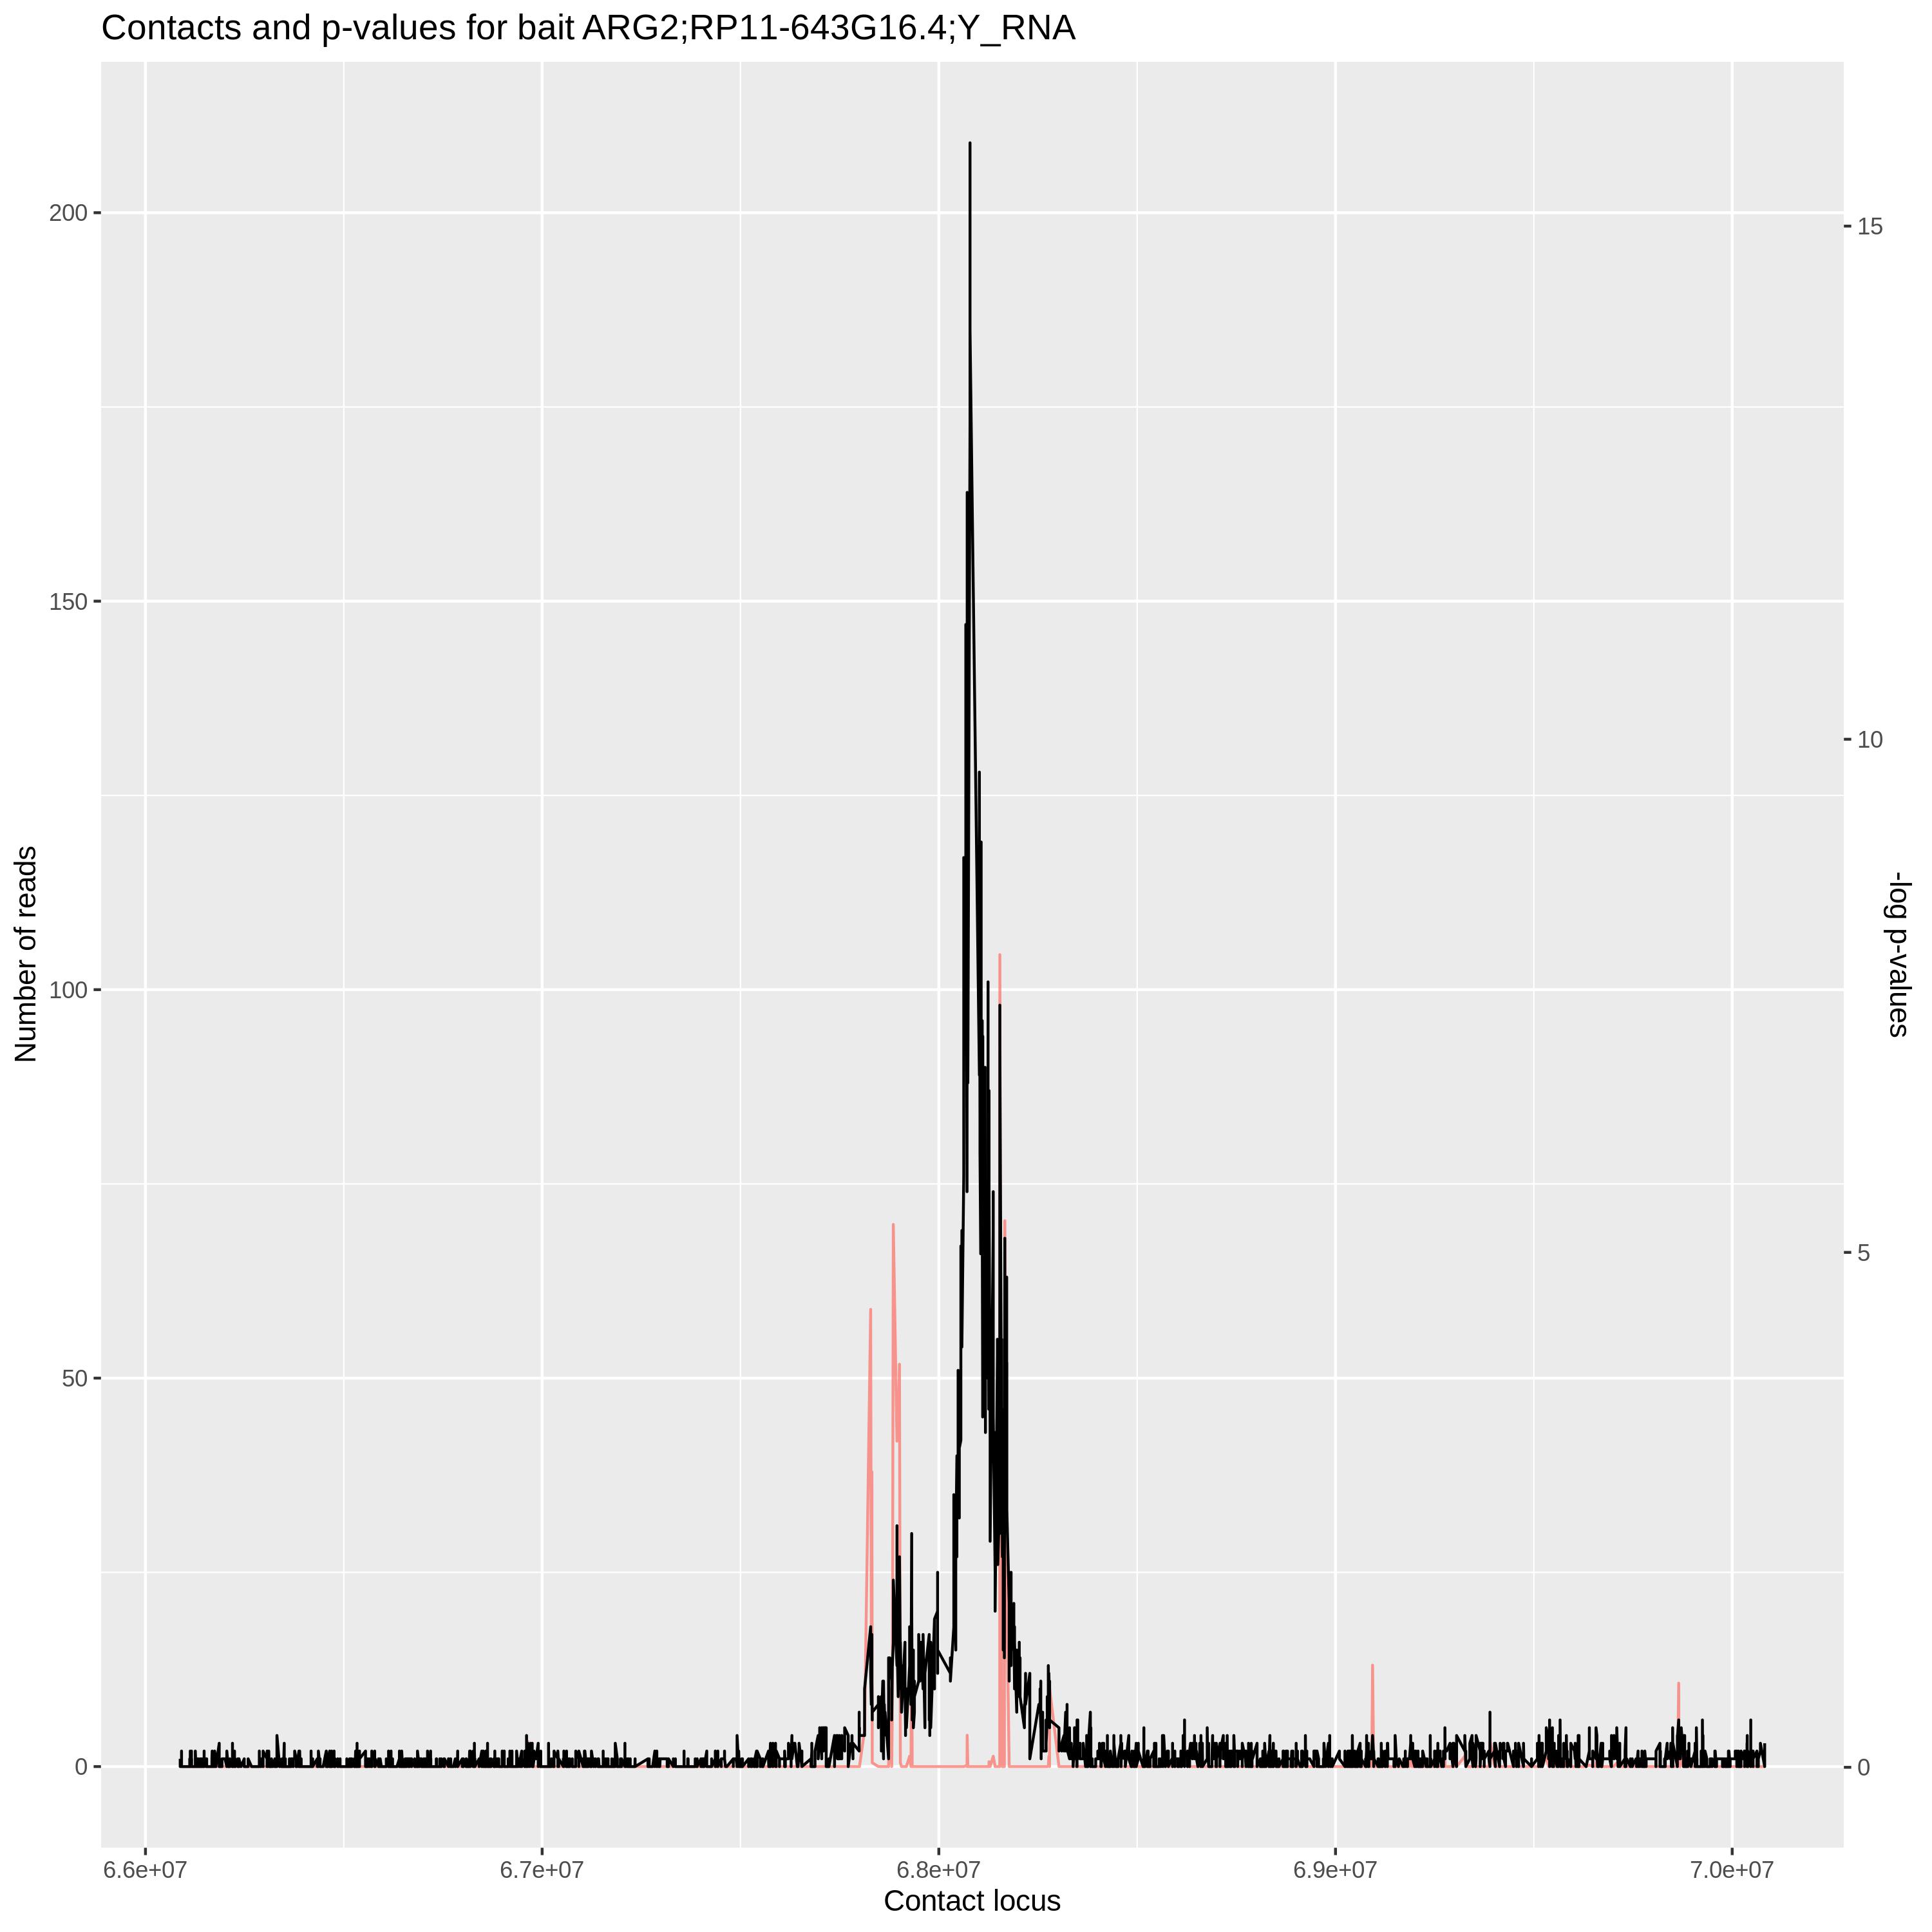 Contacts and p-values for bait ARG2;RP11-643G16.4;Y_RNA
200
150
100
50
0
Number of reads
15
10
5
0
-log p-values
6.6e+07 6.7e+07 6.8e+07 6.9e+07 7.0e+07
Contact locus